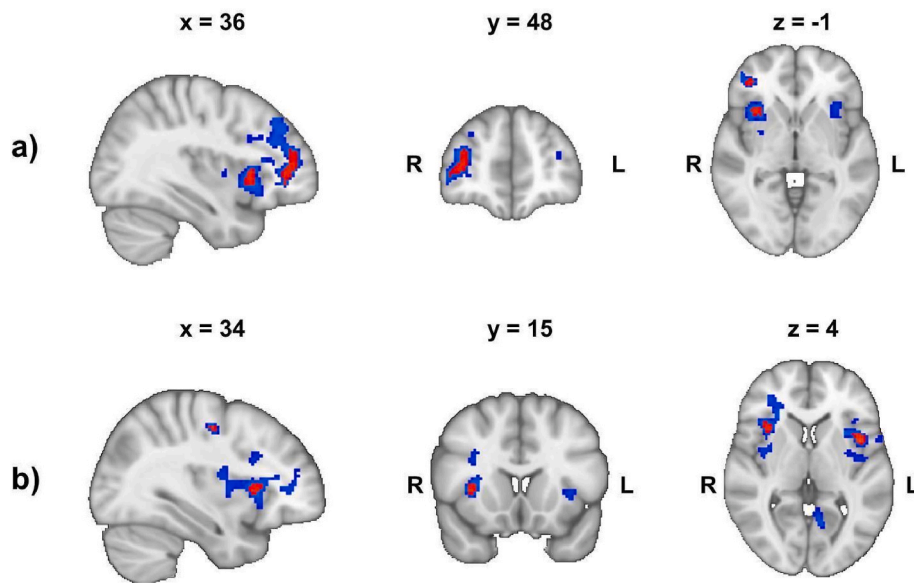 x = 36 y = 48 z = -1
a) R L R L
x = 34 y = 15 z = 4
b) R L R L